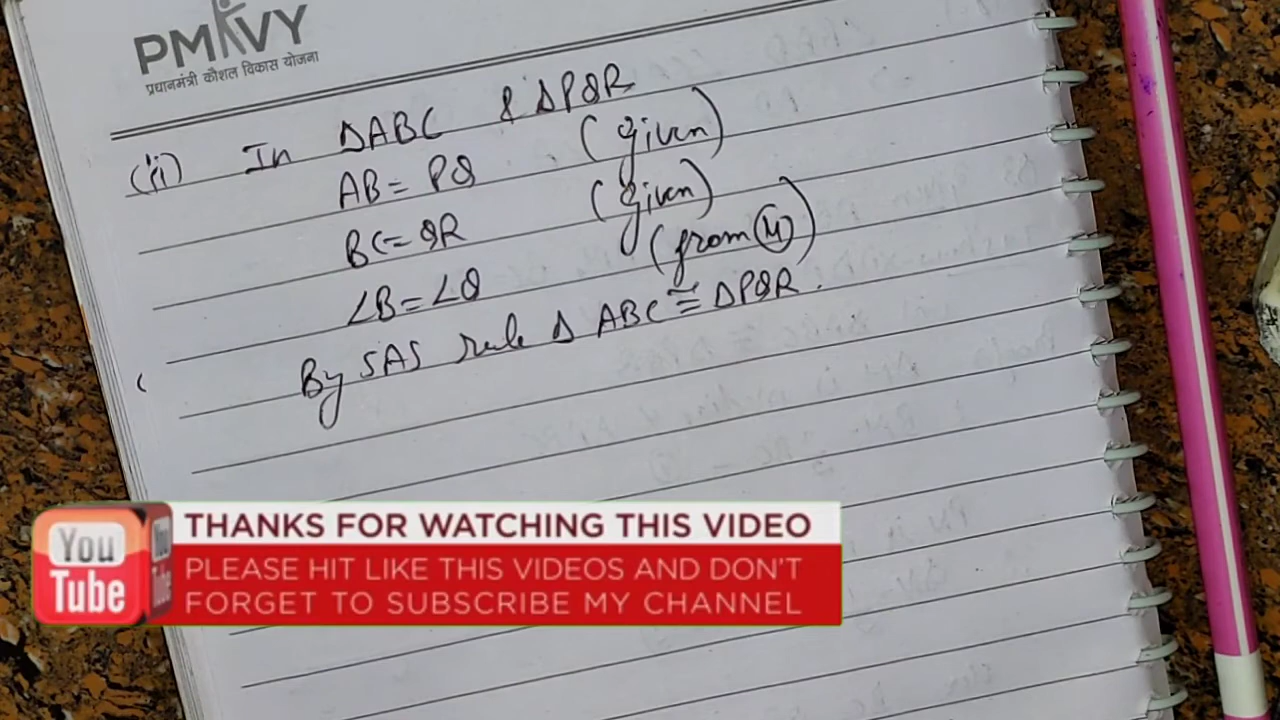 PMKVY
प्रधानमंत्री कौशल विकास योजना
(ii) In ΔABC & ΔPQR
AB = PQ (given)
BC = QR (given)
∠B = ∠Q (from (4))
By SAS rule Δ ABC ≅ ΔPQR.
You Tube
THANKS FOR WATCHING THIS VIDEO
PLEASE HIT LIKE THIS VIDEOS AND DON'T
FORGET TO SUBSCRIBE MY CHANNEL